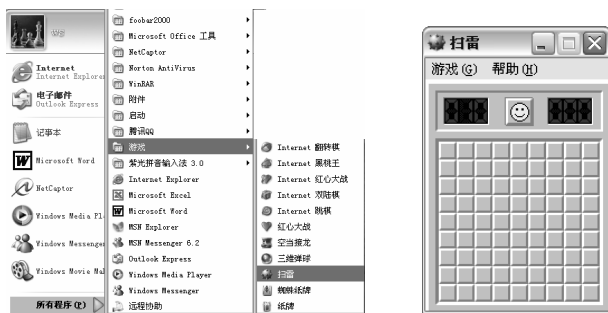 Internet
Internet Explorer
电子邮件
Outlook Express
记事本
Microsoft Word
NetCaptor
Windows Media Pl
Windows Messenger
Windows Movie Mak
所有程序(P)
foobar2000
Microsoft Office 工具
NetCaptor
Norton AntiVirus
WinRAR
附件
启动
腾讯QQ
游戏
紫光拼音输入法 3.0
Internet Explorer
Microsoft Excel
Microsoft Word
MSN Explorer
MSN Messenger 6.2
Outlook Express
Windows Media Player
Windows Messenger
远程协助
Internet 翻转棋
Internet 黑桃王
Internet 红心大战
Internet 双陆棋
Internet 跳棋
红心大战
空当接龙
三维弹球
扫雷
蜘蛛纸牌
纸牌
扫雷
游戏(G) 帮助(H)